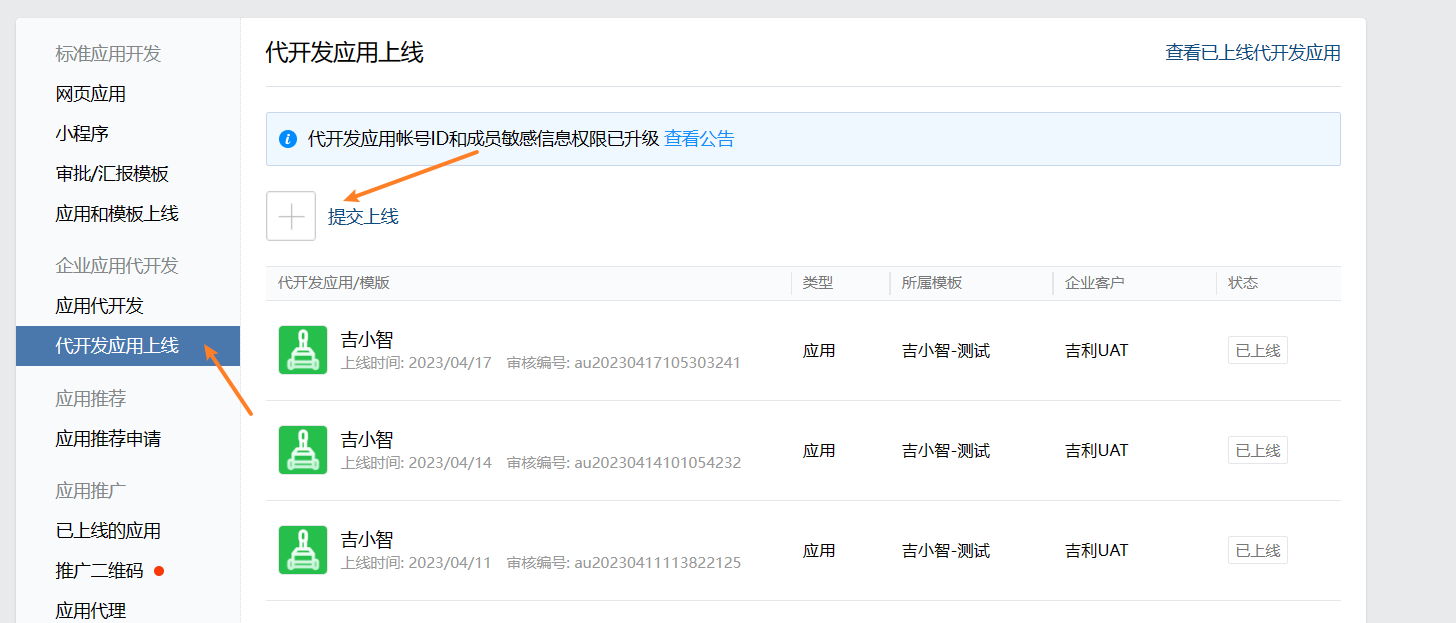 标准应用开发
网页应用
小程序
审批/汇报模板
应用和模板上线
企业应用代开发
应用代开发
代开发应用上线
应用推荐
应用推荐申请
应用推广
已上线的应用
推广二维码
应用代理
代开发应用上线
查看已上线代开发应用
代开发应用帐号ID和成员敏感信息权限已升级 查看公告
提交上线
代开发应用/模版 类型 所属模板 企业客户 状态
吉小智
上线时间: 2023/04/17 审核编号: au20230417105303241
应用 吉小智-测试 吉利UAT 已上线
吉小智
上线时间: 2023/04/14 审核编号: au20230414101054232
应用 吉小智-测试 吉利UAT 已上线
吉小智
上线时间: 2023/04/11 审核编号: au20230411113822125
应用 吉小智-测试 吉利UAT 已上线